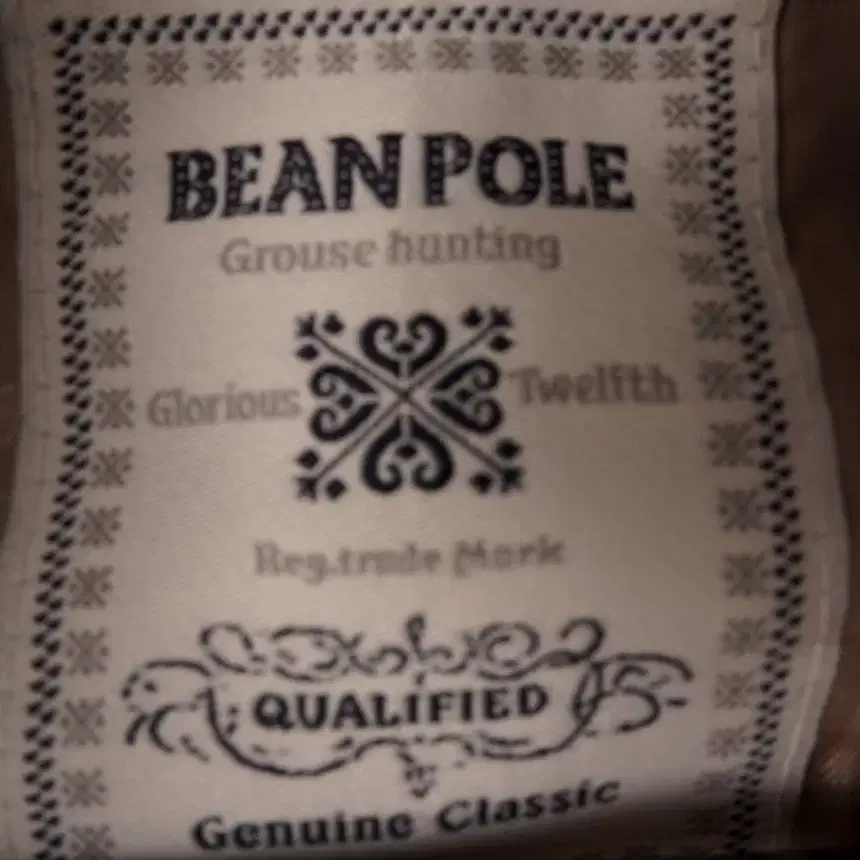 BEAN POLE
Grouse hunting
Glorious Twelfth
Reg.trade Mark
QUALIFIED
Genuine Classic